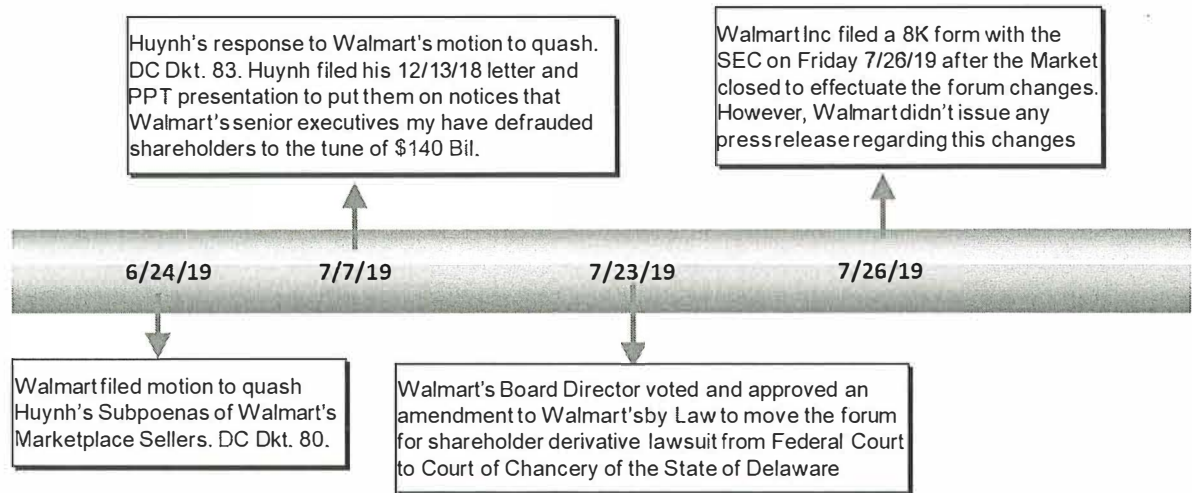 Huynh's response to Walmart's motion to quash.
DC Dkt. 83. Huynh filed his 12/13/18 letter and
PPT presentation to put them on notices that
Walmart's senior executives my have defrauded
shareholders to the tune of $140 Bil.
Walmart Inc filed a 8K form with the
SEC on Friday 7/26/19 after the Market
closed to effectuate the forum changes.
However, Walmart didn't issue any
press release regarding this changes
6/24/19
7/7/19
7/23/19
7/26/19
Walmart filed motion to quash
Huynh's Subpoenas of Walmart's
Marketplace Sellers. DC Dkt. 80.
Walmart's Board Director voted and approved an
amendment to Walmart'sby Law to move the forum
for shareholder derivative lawsuit from Federal Court
to Court of Chancery of the State of Delaware